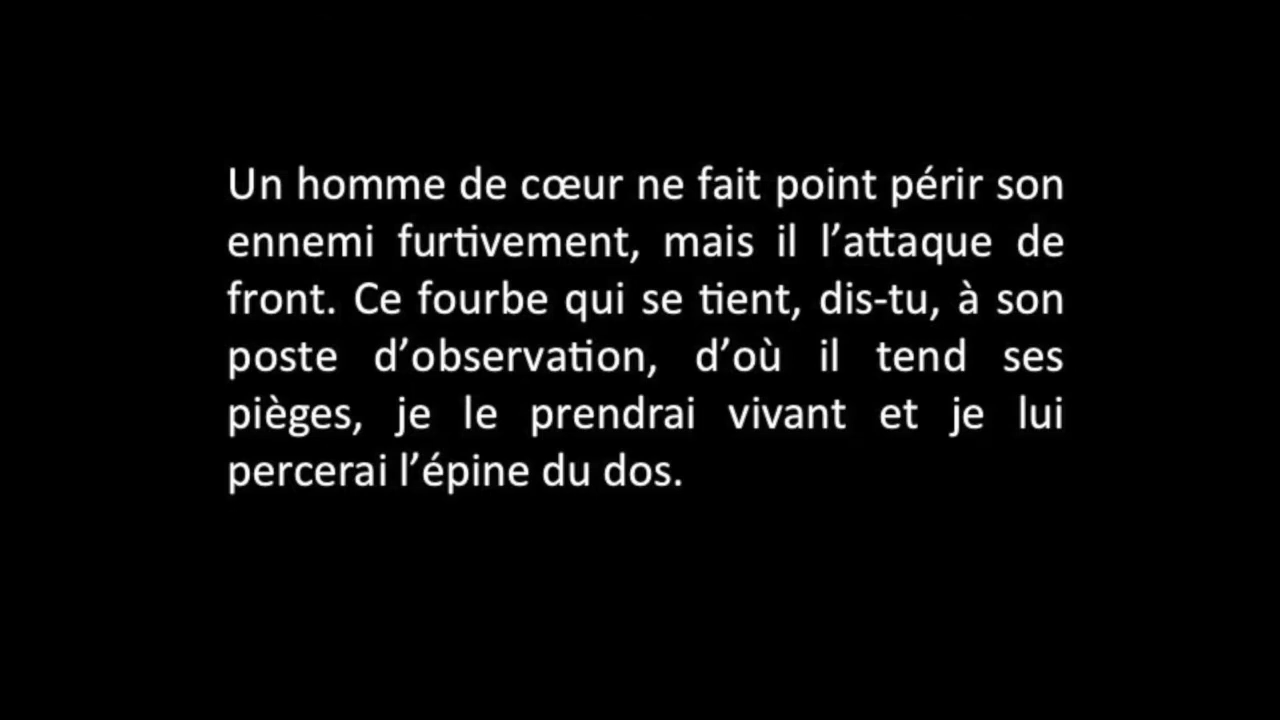 Un homme de cœur ne fait point périr son
ennemi furtivement, mais il l’attaque de
front. Ce fourbe qui se tient, dis-tu, à son
poste d’observation, d’où il tend ses
pièges, je le prendrai vivant et je lui
percerai l’épine du dos.